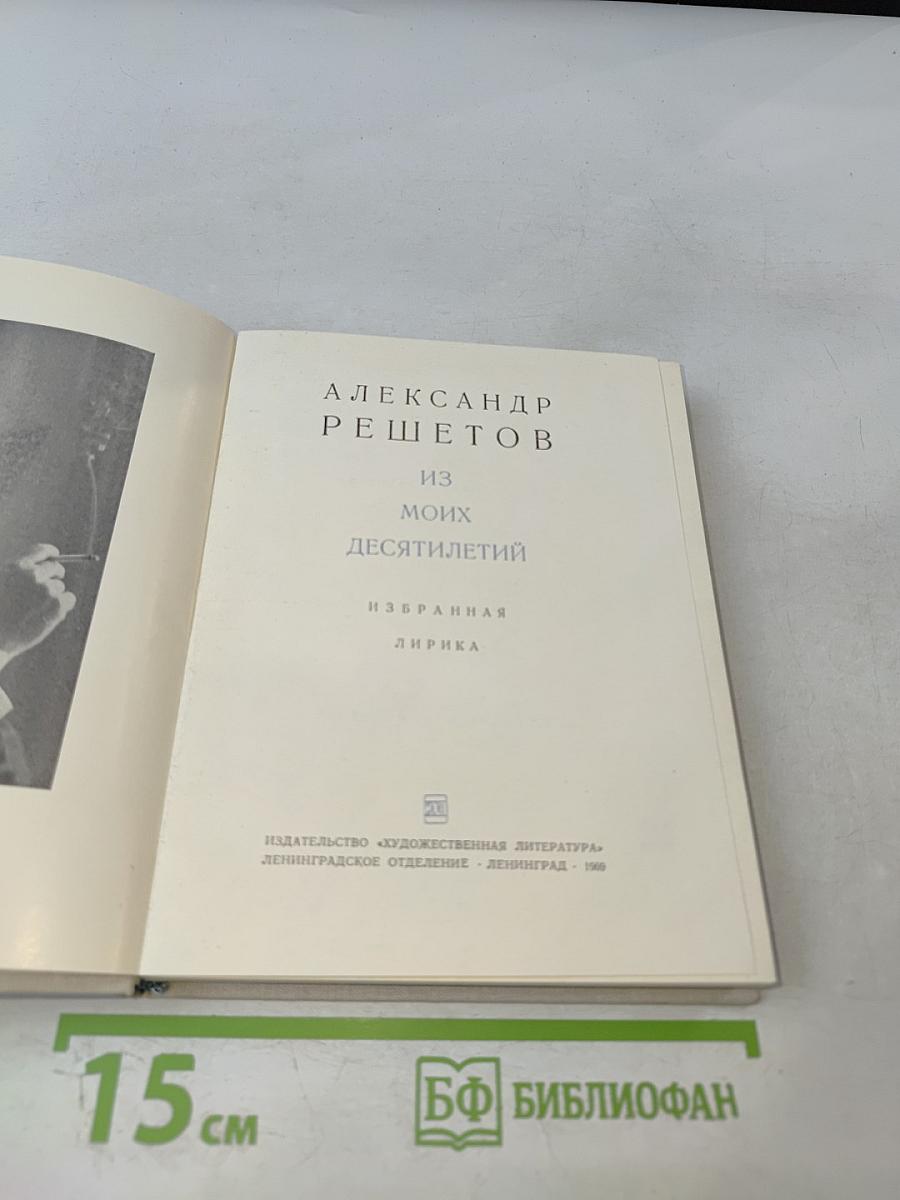 АЛЕКСАНДР
РЕШЕТОВ
ИЗ
МОИХ
ДЕСЯТИЛЕТИЙ
ИЗБРАННАЯ
ЛИРИКА
ИЗДАТЕЛЬСТВО «ХУДОЖЕСТВЕННАЯ ЛИТЕРАТУРА»
ЛЕНИНГРАДСКОЕ ОТДЕЛЕНИЕ · ЛЕНИНГРАД · 1969
15 см
БФ БИБЛИОФАН